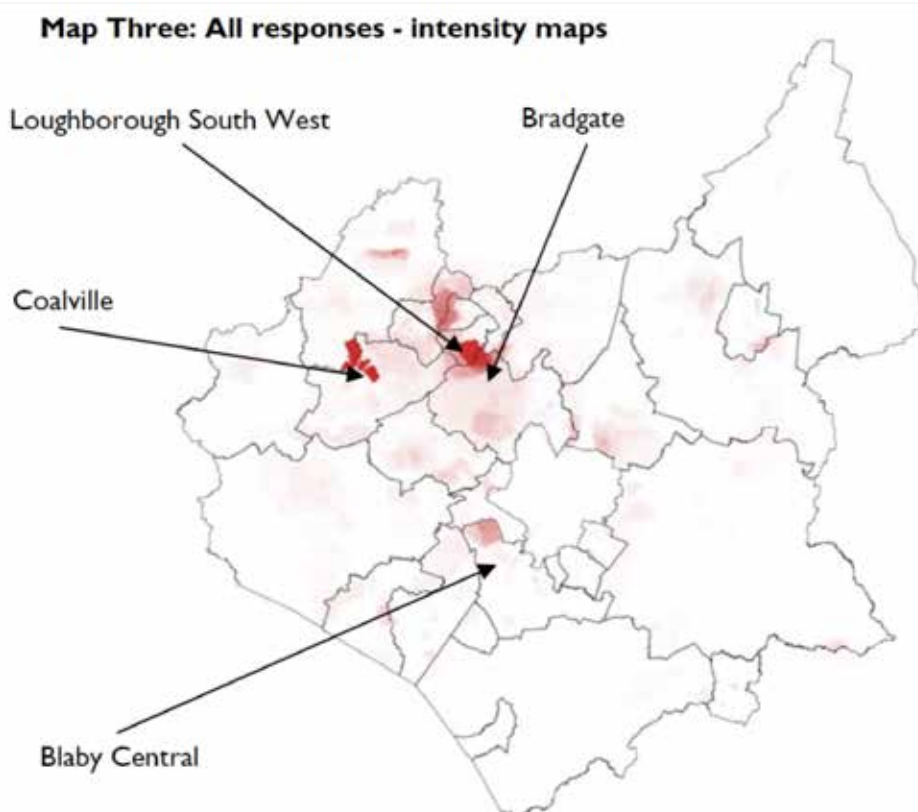 Map Three: All responses - intensity maps
Loughborough South West
Bradgate
Coalville
Blaby Central